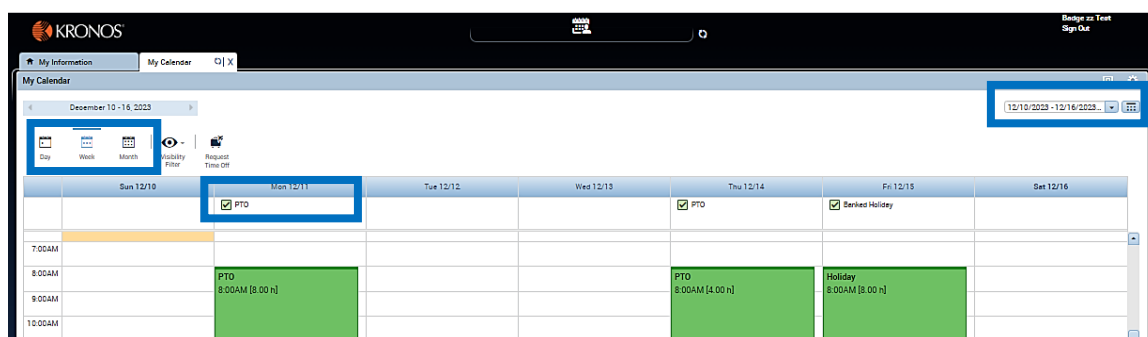 KRONOS
Badge zz Test
Sign Out
My Information
My Calendar
X
My Calendar
December 10 - 16, 2023
12/10/2023 - 12/16/2023...
Day
Week
Month
Visibility
Filter
Request
Time Off
Sun 12/10
Mon 12/11
Tue 12/12
Wed 12/13
Thu 12/14
Fri 12/15
Sat 12/16
PTO
PTO
Banked Holiday
7:00AM
8:00AM
PTO
8:00AM [8.00 h]
PTO
8:00AM [4.00 h]
Holiday
8:00AM [8.00 h]
9:00AM
10:00AM